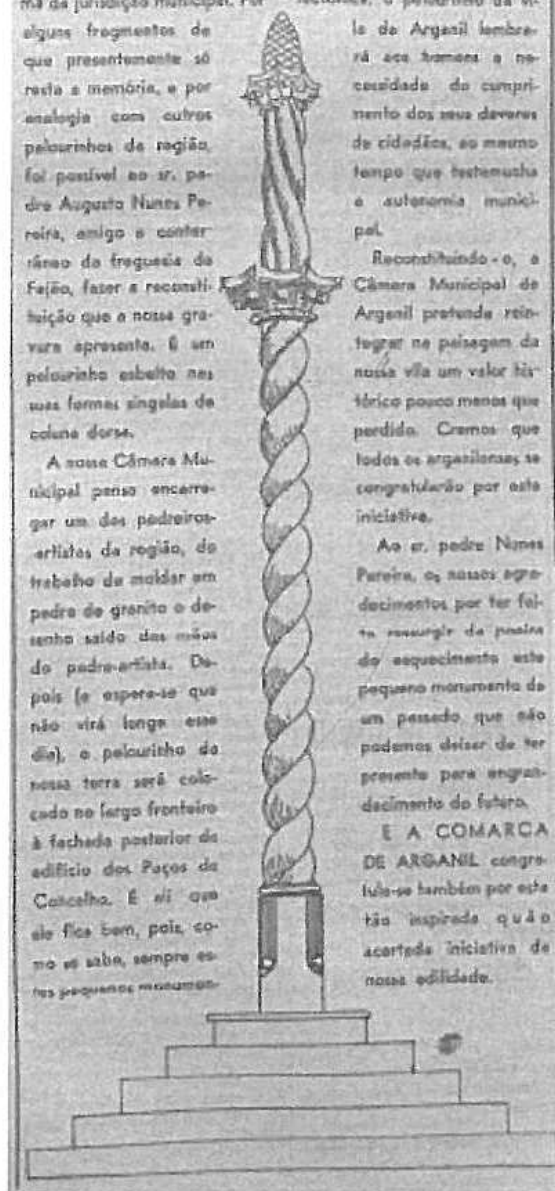 ma da jurisdição municipal. Por
alguns fragmentos de
que presentemente só
resta a memória, e por
analogia com outros
pelourinhos da região,
foi possível ao sr. pa-
dre Augusto Nunes Pe-
reira, amigo e conter-
râneo da freguesia do
Fajão, fazer a reconsti-
tuição que a nossa gra-
vura apresenta. É um
pelourinho esbelto nas
suas formas singelas de
coluna dorsa.
A nossa Câmara Mu-
nicipal pensa encarre-
gar um dos pedreiros-
-artistas da região, do
trabalho de moldar em
pedra de granito o de-
senho saído das mãos
do padre-artista. De-
pois (e espera-se que
não virá longe esse
dia), o pelourinho da
nossa terra será colo-
cado no largo fronteiro
à fachada posterior do
edifício dos Paços do
Concelho. É ali que
ele fica bem, pois, co-
mo se sabe, sempre es-
tes pequenos monumen-
o pelourinho da vi-
la de Arganil lembra-
rá aos homens a ne-
cessidade do cumpri-
mento dos seus deveres
de cidadãos, ao mesmo
tempo que testemunha
a autonomia munici-
pal.
Reconstituindo-o, a
Câmara Municipal de
Arganil pretende rein-
tegrar na paisagem da
nossa vila um valor his-
tórico pouco menos que
perdido. Cremos que
todos os arganilenses se
congratularão por esta
iniciativa.
Ao sr. padre Nunes
Pereira, os nossos agra-
decimentos por ter fei-
to ressurgir da poeira
do esquecimento este
pequeno monumento de
um passado que não
podemos deixar de ter
presente para engran-
decimento do futuro.
E A COMARCA
DE ARGANIL congra-
tula-se também por esta
tão inspirada quão
acertada iniciativa da
nossa edilidade.